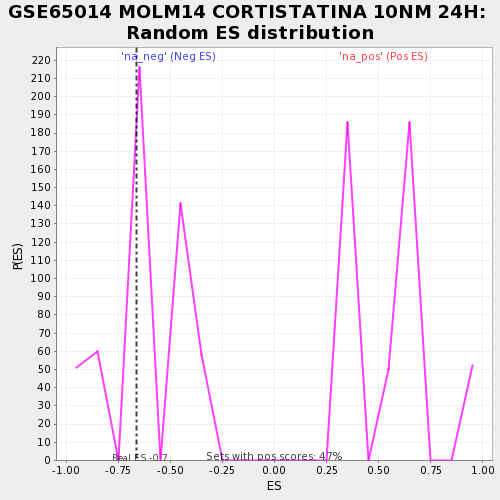 GSE65014 MOLM14 CORTISTATINA 10NM 24H:
Random ES distribution
'na_neg' (Neg ES)
'na_pos' (Pos ES)
220
210
200
190
180
170
160
150
140
130
120
110
100
90
80
70
60
50
40
30
20
10
0
P(ES)
Real ES -0.7
Sets with pos scores: 47%
-1.00 -0.75 -0.50 -0.25 0.00 0.25 0.50 0.75 1.00
ES